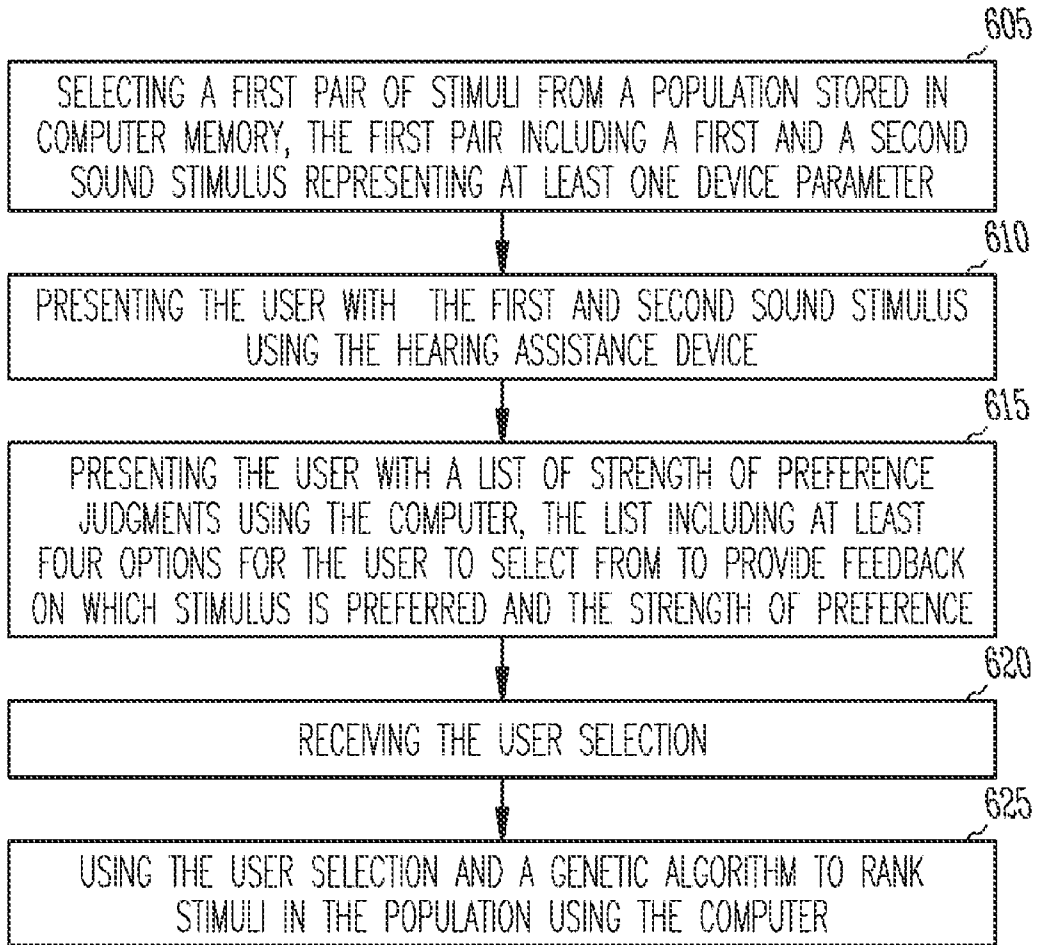 605
SELECTING A FIRST PAIR OF STIMULI FROM A POPULATION STORED IN
COMPUTER MEMORY, THE FIRST PAIR INCLUDING A FIRST AND A SECOND
SOUND STIMULUS REPRESENTING AT LEAST ONE DEVICE PARAMETER
610
PRESENTING THE USER WITH THE FIRST AND SECOND SOUND STIMULUS
USING THE HEARING ASSISTANCE DEVICE
615
PRESENTING THE USER WITH A LIST OF STRENGTH OF PREFERENCE
JUDGMENTS USING THE COMPUTER, THE LIST INCLUDING AT LEAST
FOUR OPTIONS FOR THE USER TO SELECT FROM TO PROVIDE FEEDBACK
ON WHICH STIMULUS IS PREFERRED AND THE STRENGTH OF PREFERENCE
620
RECEIVING THE USER SELECTION
625
USING THE USER SELECTION AND A GENETIC ALGORITHM TO RANK
STIMULI IN THE POPULATION USING THE COMPUTER